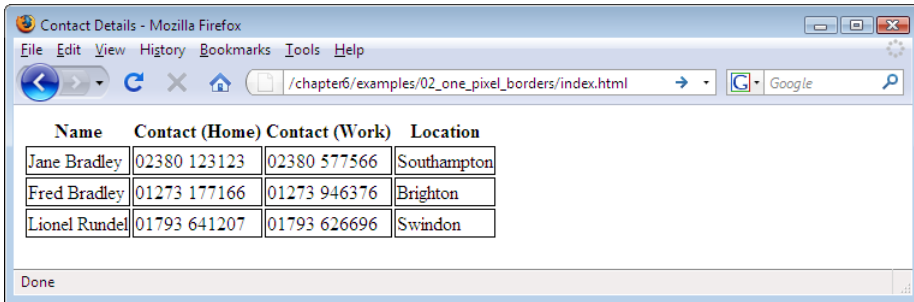 Contact Details - Mozilla Firefox
File Edit View History Bookmarks Tools Help
/chapter6/examples/02_one_pixel_borders/index.html G Google
Name Contact (Home) Contact (Work) Location
Jane Bradley 02380 123123 02380 577566 Southampton
Fred Bradley 01273 177166 01273 946376 Brighton
Lionel Rundel 01793 641207 01793 626696 Swindon
Done